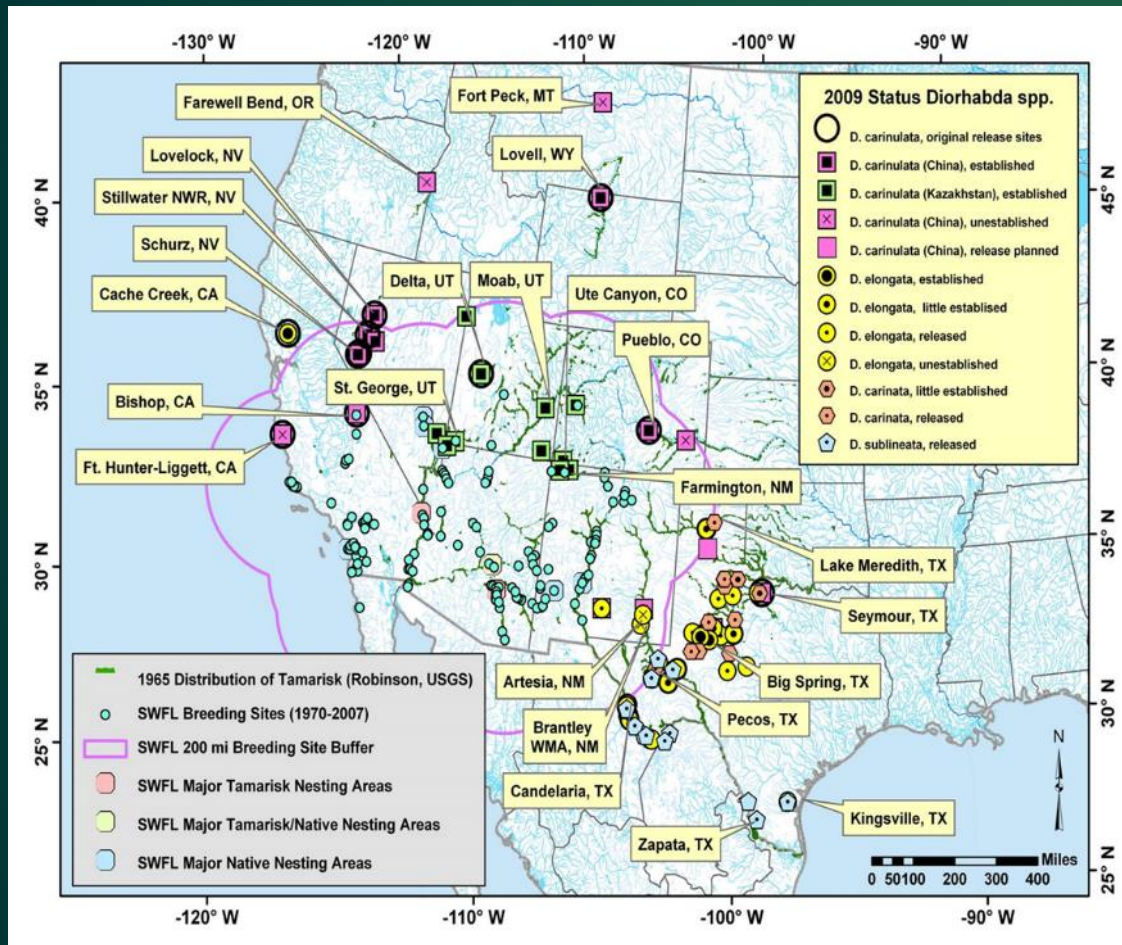 -130° W
-120° W
-110° W
-100° W
-90° W
Farewell Bend, OR
Fort Peck, MT
Lovelock, NV
Lovell, WY
Stillwater NWR, NV
Schurz, NV
Delta, UT
Moab, UT
Ute Canyon, CO
Cache Creek, CA
Pueblo, CO
St. George, UT
Bishop, CA
Ft. Hunter-Liggett, CA
Farmington, NM
Lake Meredith, TX
Seymour, TX
Artesia, NM
Big Spring, TX
Brantley
WMA, NM
Pecos, TX
Candelaria, TX
Kingsville, TX
Zapata, TX
2009 Status Diorhabda spp.
D. carinulata, original release sites
D. carinulata (China), established
D. carinulata (Kazakhstan), established
D. carinulata (China), unestablished
D. carinulata (China), release planned
D. elongata, established
D. elongata, little establised
D. elongata, released
D. elongata, unestablished
D. carinata, little established
D. carinata, released
D. sublineata, released
1965 Distribution of Tamarisk (Robinson, USGS)
SWFL Breeding Sites (1970-2007)
SWFL 200 mi Breeding Site Buffer
SWFL Major Tamarisk Nesting Areas
SWFL Major Tamarisk/Native Nesting Areas
SWFL Major Native Nesting Areas
N
Miles
0 50 100 200 300 400
40° N
35° N
30° N
25° N
45° N
40° N
35° N
30° N
25° N
-120° W
-110° W
-100° W
-90° W